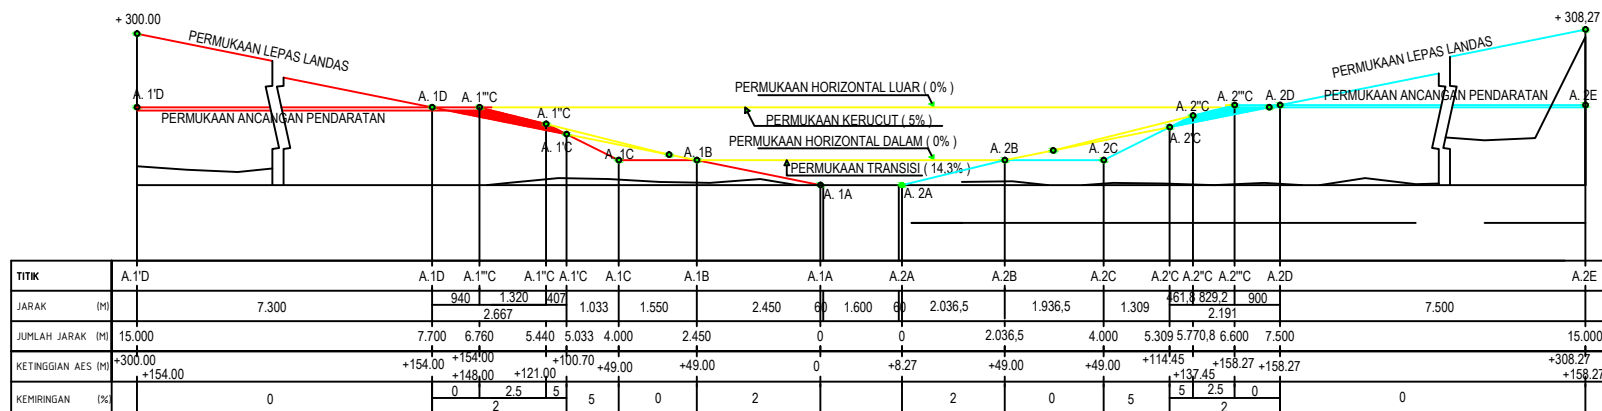 + 300.00
+ 308,27
PERMUKAAN LEPAS LANDAS
PERMUKAAN LEPAS LANDAS
PERMUKAAN HORIZONTAL LUAR ( 0% )
A. 1'D
A. 1D
A. 1'''C
A. 2'''C
A. 2D
PERMUKAAN ANCANGAN PENDARATAN
A. 2E
PERMUKAAN ANCANGAN PENDARATAN
A. 1''C
PERMUKAAN KERUCUT ( 5% )
A. 2''C
A. 1'C
PERMUKAAN HORIZONTAL DALAM ( 0% )
A. 2'C
A. 1C
A. 1B
A. 2B
A. 2C
PERMUKAAN TRANSISI ( 14.3% )
A. 1A
A. 2A
TITIK A.1'D A.1D A.1'''C A.1''C A.1'C A.1C A.1B A.1A A.2A A.2B A.2C A.2'C A.2''C A.2'''C A.2D A.2E
940 1.320 407 461,8 829,2 900
JARAK (M) 7.300 1.033 1.550 2.450 60 1.600 60 2.036,5 1.936,5 1.309 7.500
2.667 2.191
JUMLAH JARAK (M) 15.000 7.700 6.760 5.440 5.033 4.000 2.450 0 0 2.036,5 4.000 5.309 5.770,8 6.600 7.500 15.000
KETINGGIAN AES (M) +300.00 +154.00 +154.00 +100.70 +49.00 +49.00 0 +8.27 +49.00 +49.00 +114.45 +158.27 +158.27 +308.27
+154.00 +148.00 +121.00 +137.45 +158.27
KEMIRINGAN (%) 0 0 2.5 5 5 0 2 2 0 5 5 2.5 0 0
2 2